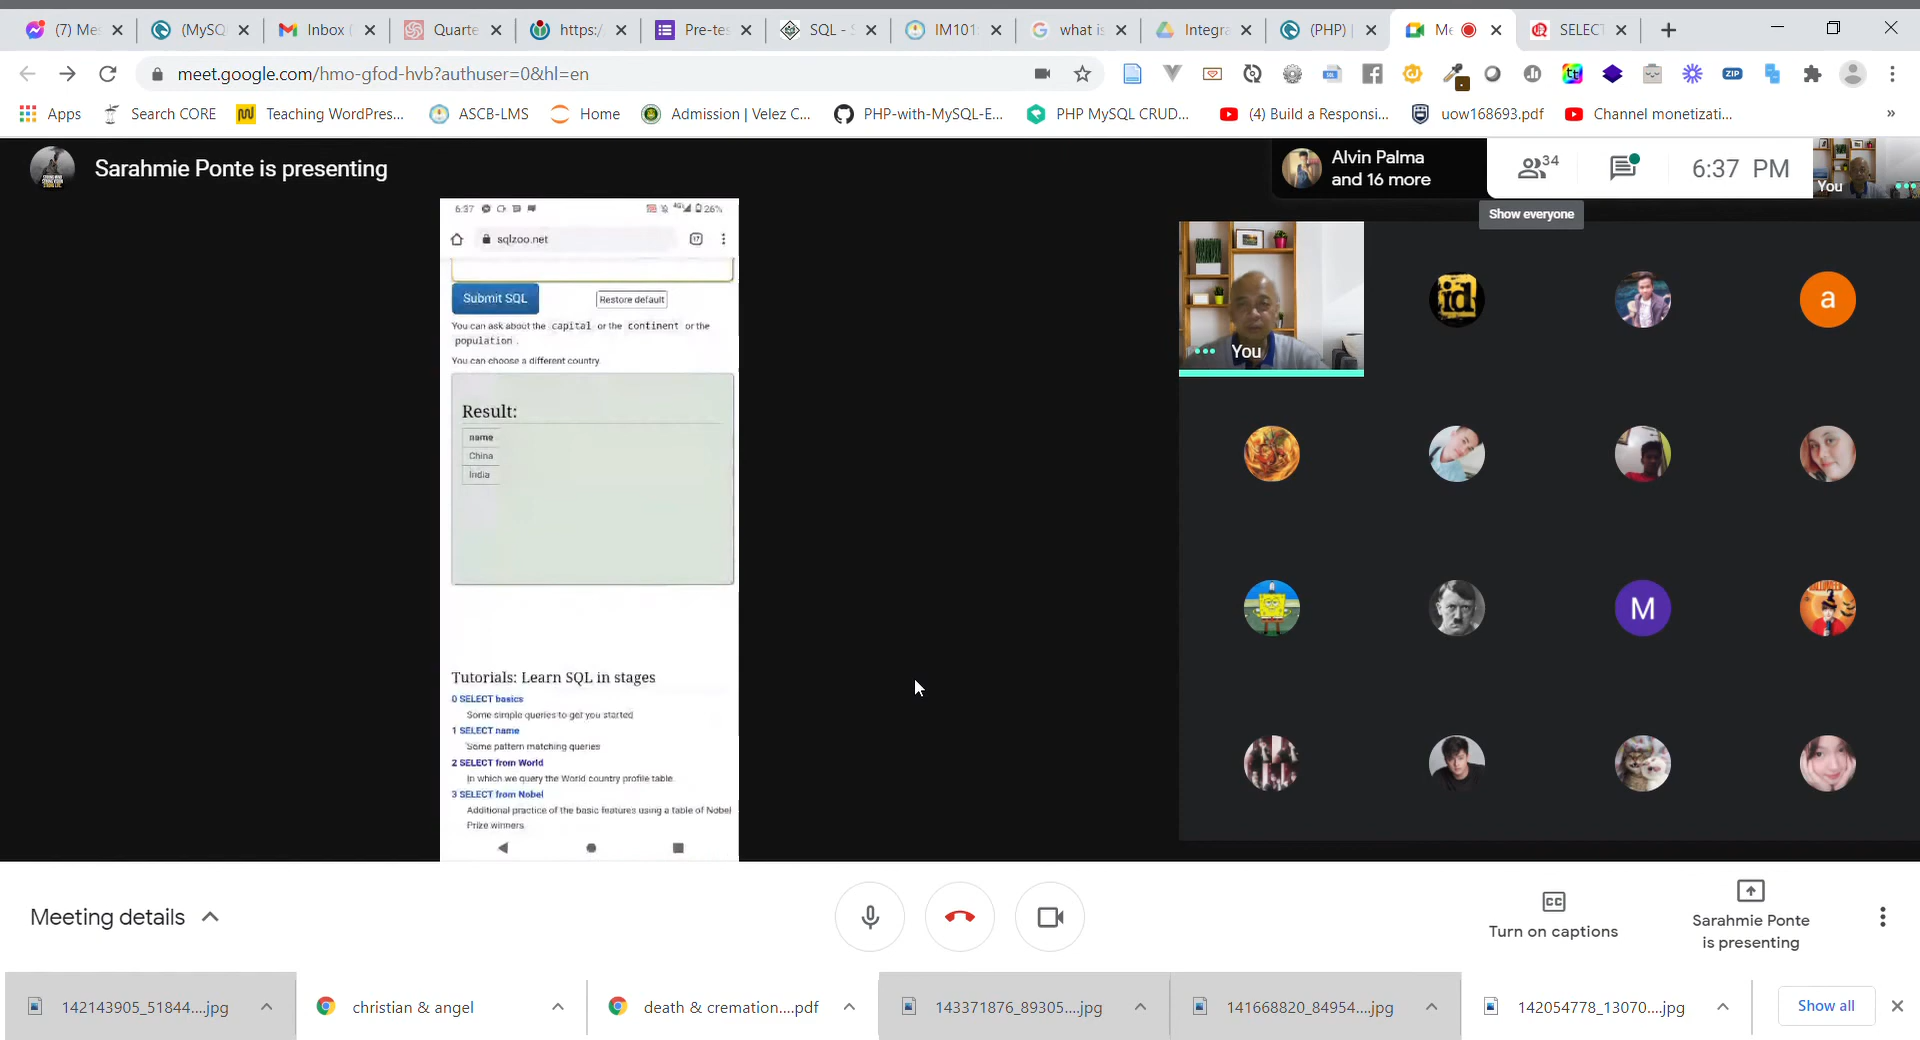 (7) Me
(MySQ
Inbox (
Quarte
https:/
Pre-tes
SQL - S
IM101
what is
Integra
(PHP) |
Me
SELECT
meet.google.com/hmo-gfod-hvb?authuser=0&hl=en
Apps
Search CORE
Teaching WordPres...
ASCB-LMS
Home
Admission | Velez C...
PHP-with-MySQL-E...
PHP MySQL CRUD...
(4) Build a Responsi...
uow168693.pdf
Channel monetizati...
»
Sarahmie Ponte is presenting
Alvin Palma
and 16 more
34
6:37 PM
You
Show everyone
6:37
4G
26%
sqlzoo.net
17
Submit SQL
Restore default
You can ask about the capital or the continent or the
population.
You can choose a different country
Result:
name
China
India
Tutorials: Learn SQL in stages
0 SELECT basics
Some simple queries to get you started
1 SELECT name
Some pattern matching queries
2 SELECT from World
In which we query the World country profile table.
3 SELECT from Nobel
Additional practice of the basic features using a table of Nobel
Prize winners
You
id
a
M
Meeting details
CC
Turn on captions
Sarahmie Ponte
is presenting
142143905_51844....jpg
christian & angel
death & cremation....pdf
143371876_89305....jpg
141668820_84954....jpg
142054778_13070....jpg
Show all